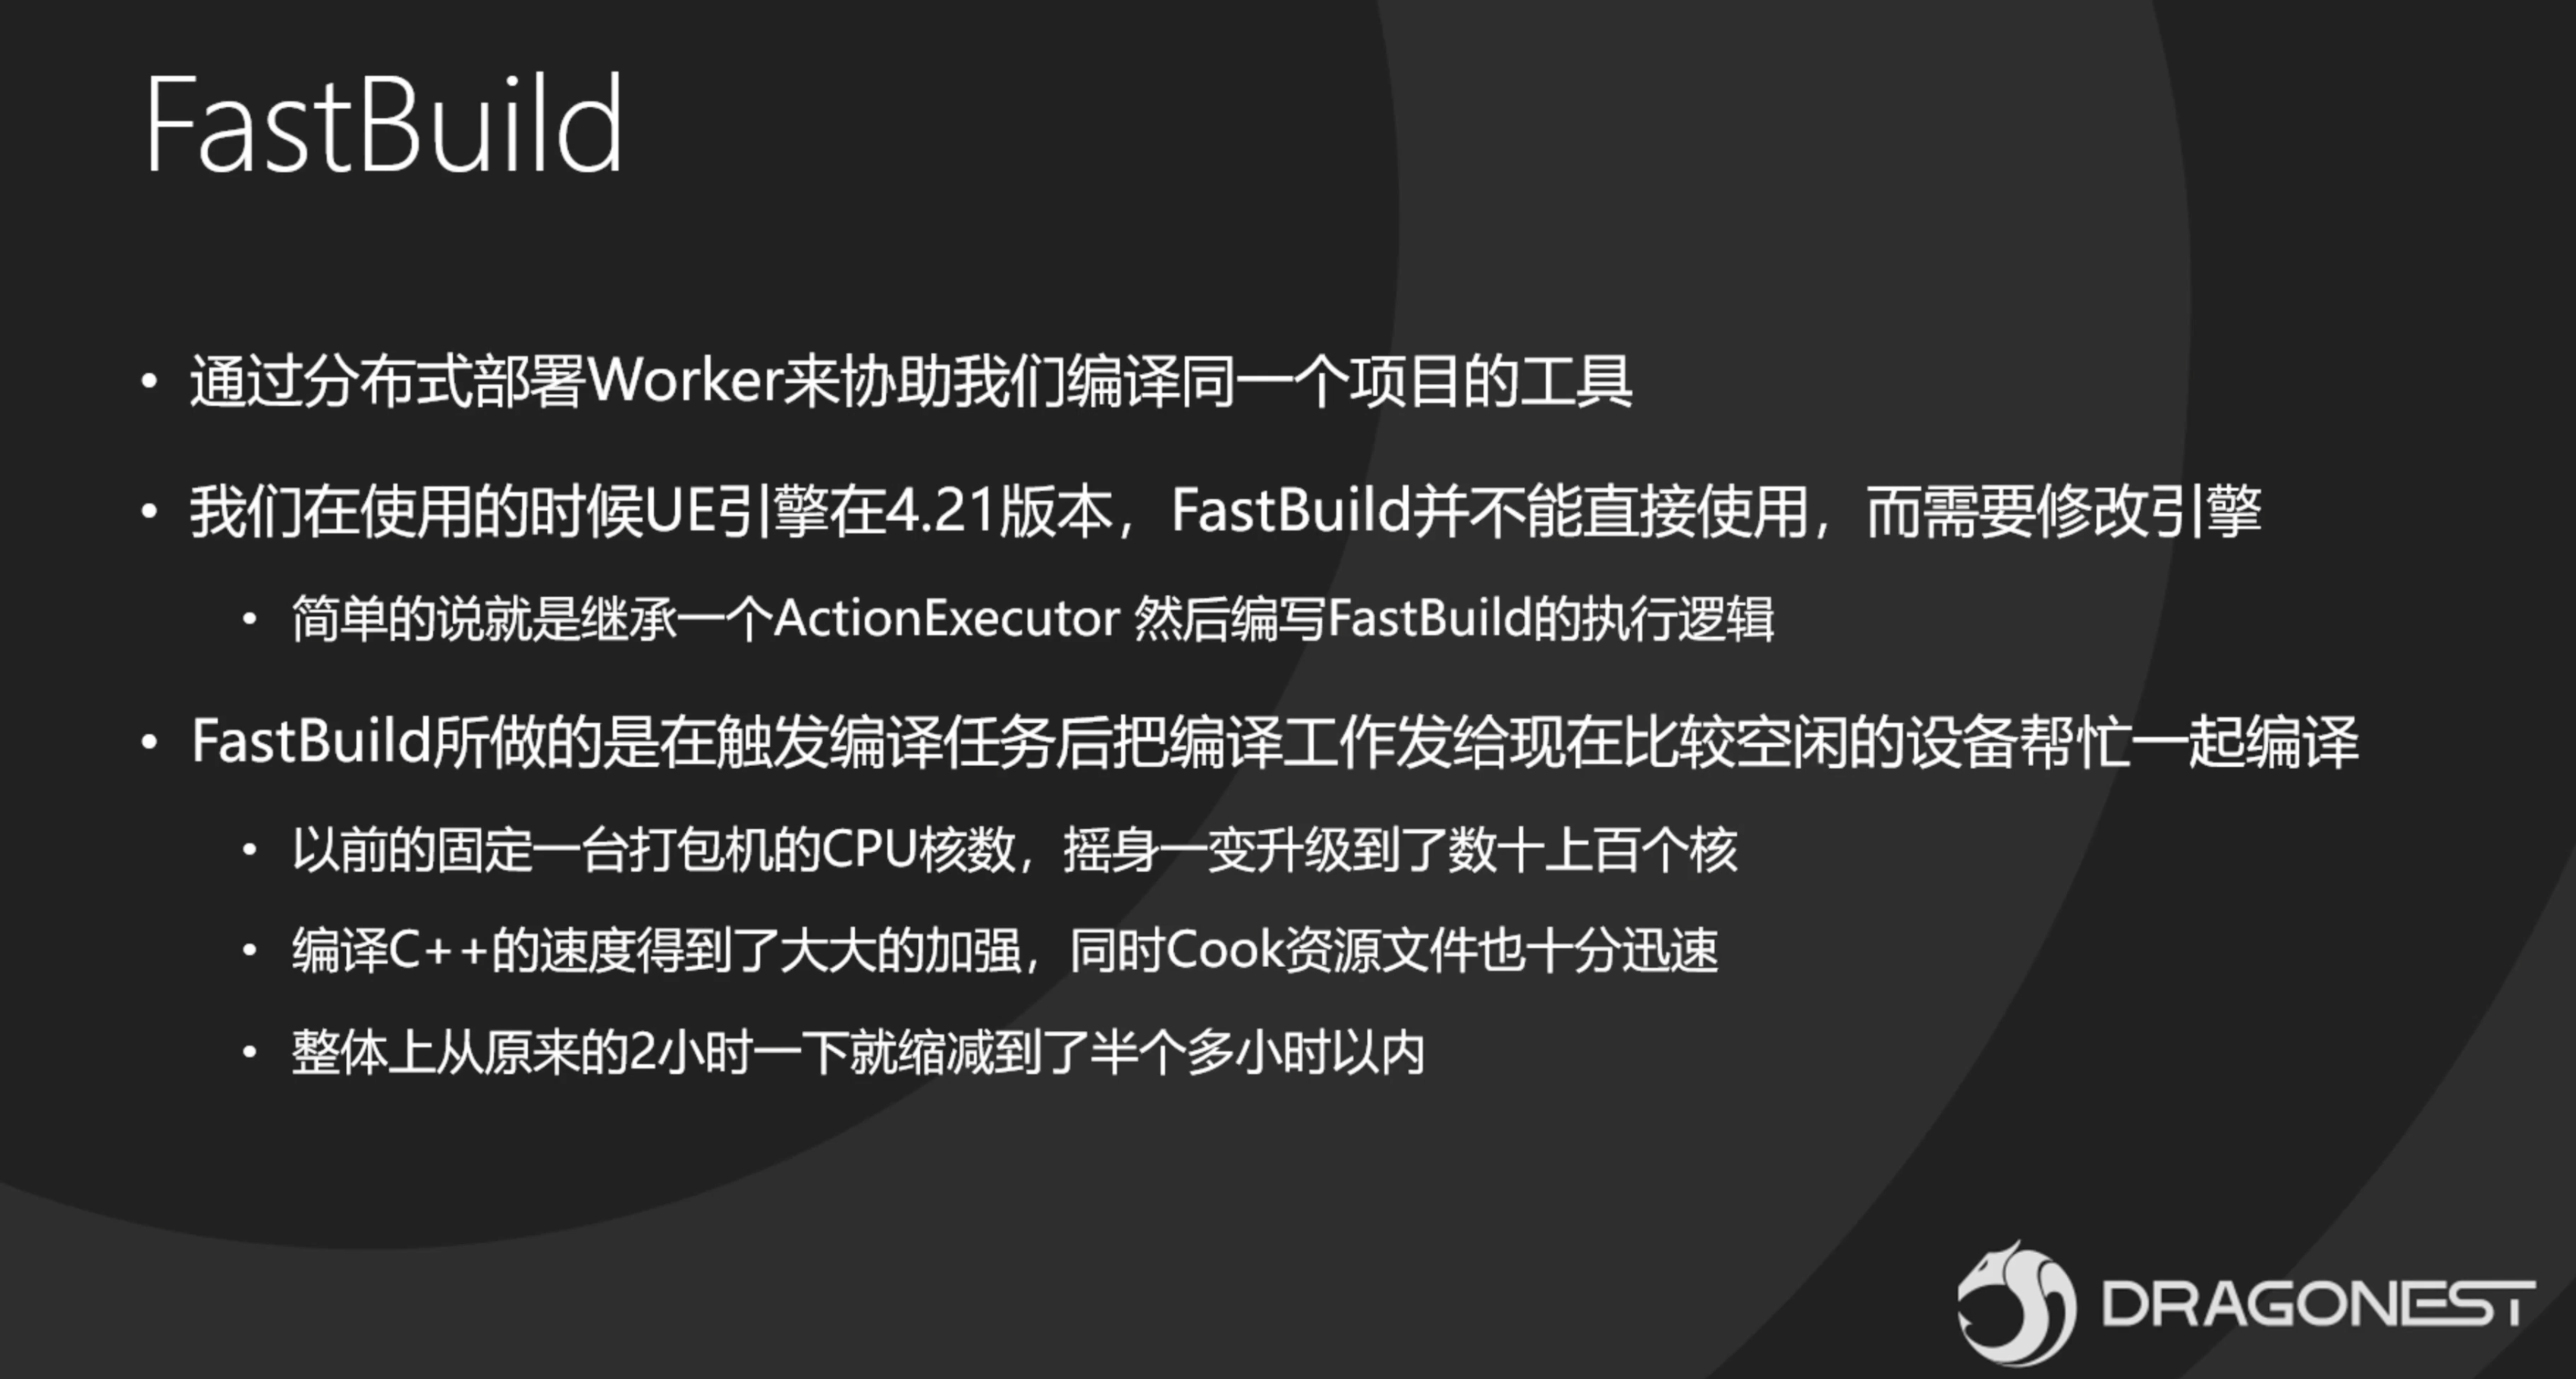 FastBuild
• 通过分布式部署Worker来协助我们编译同一个项目的工具
• 我们在使用的时候UE引擎在4.21版本，FastBuild并不能直接使用，而需要修改引擎
• 简单的说就是继承一个ActionExecutor 然后编写FastBuild的执行逻辑
• FastBuild所做的是在触发编译任务后把编译工作发给现在比较空闲的设备帮忙一起编译
• 以前的固定一台打包机的CPU核数，摇身一变升级到了数十上百个核
• 编译C++的速度得到了大大的加强，同时Cook资源文件也十分迅速
• 整体上从原来的2小时一下就缩减到了半个多小时以内
DRAGONEST